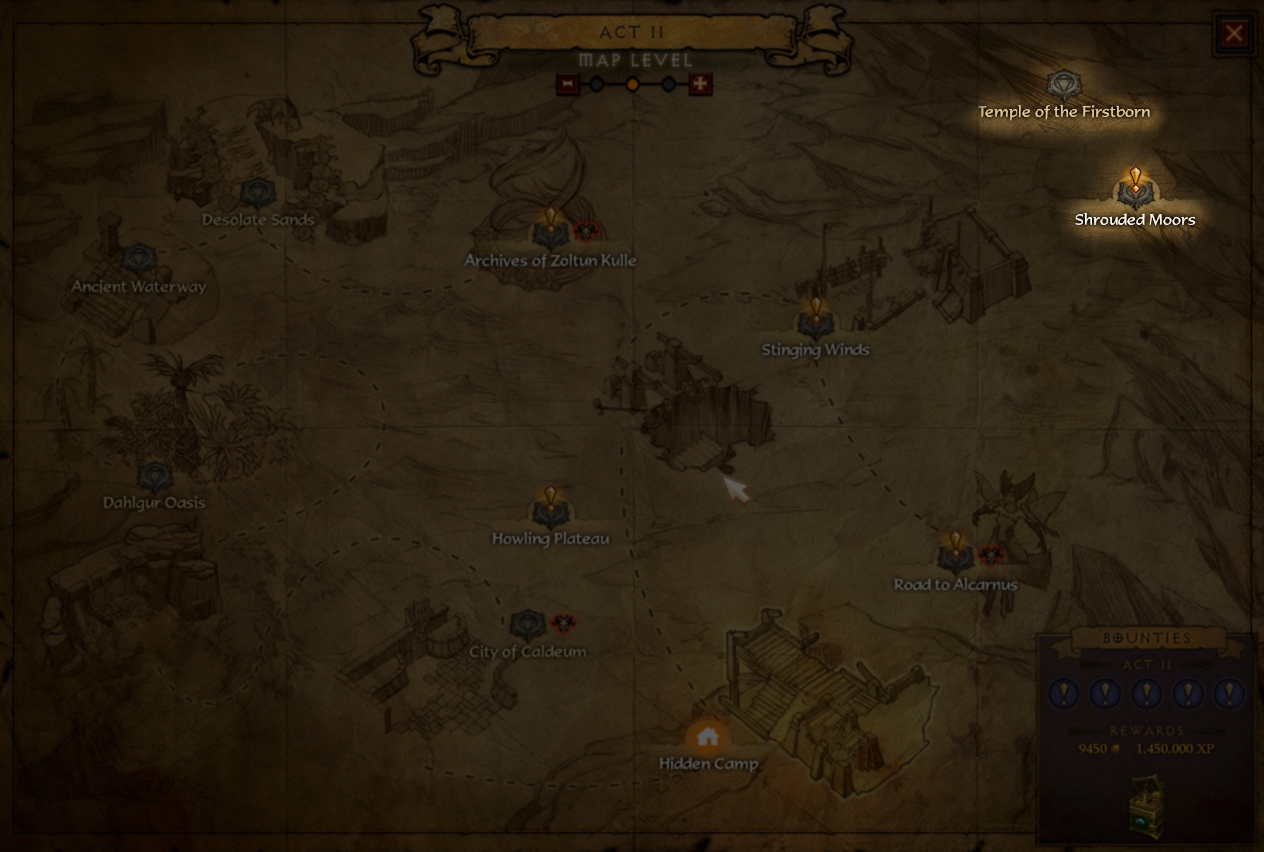 ACT II
MAP LEVEL
Temple of the Firstborn
Shrouded Moors
Desolate Sands
Archives of Zoltun Kulle
Ancient Waterway
Stinging Winds
Dahlgur Oasis
Howling Plateau
Road to Alcarnus
City of Caldeum
Hidden Camp
BOUNTIES
ACT II
REWARDS
9450 1,450,000 XP